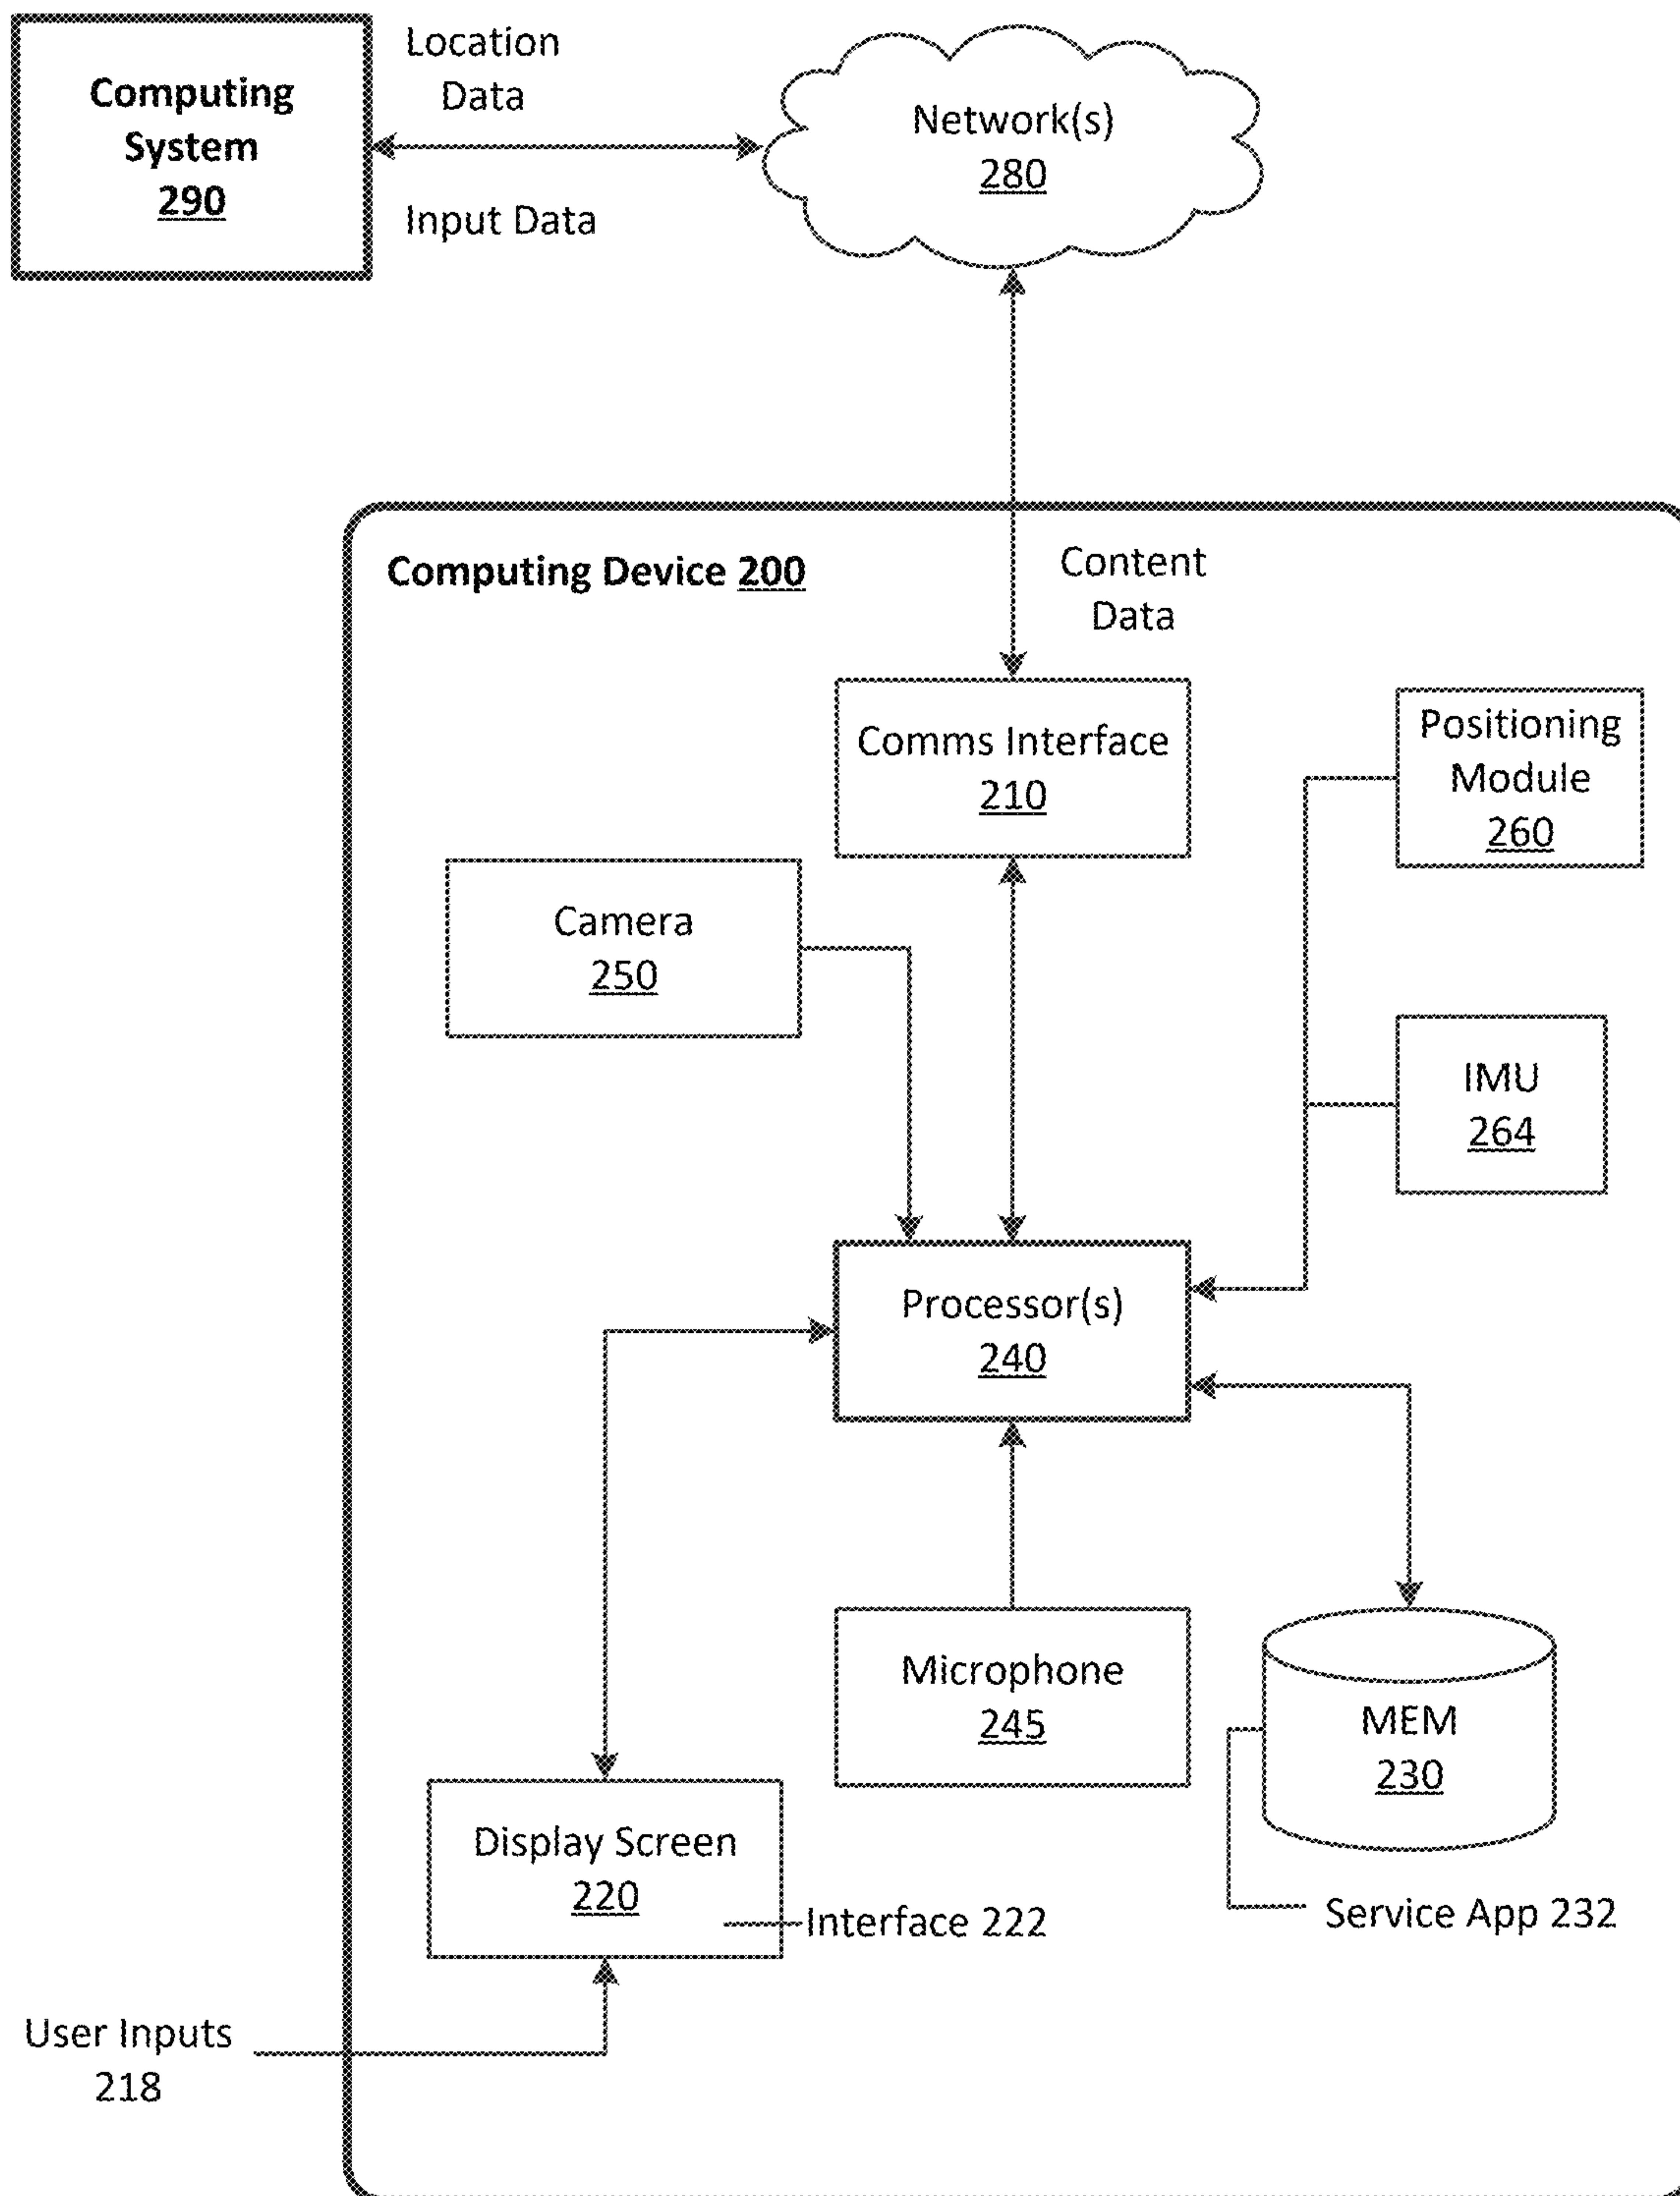 Computing
System
290
Location
Data
Input Data
Network(s)
280
Computing Device 200
Content
Data
Comms Interface
210
Positioning
Module
260
Camera
250
IMU
264
Processor(s)
240
Microphone
245
MEM
230
Display Screen
220
Interface 222
Service App 232
User Inputs
218